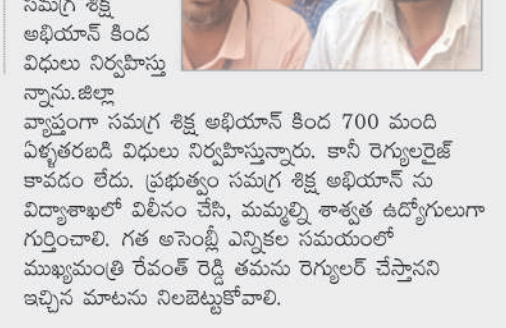 సమగ్ర శిక్ష
అభియాన్ కింద
విధులు నిర్వహిస్తు
న్నాను.జిల్లా
వ్యాప్తంగా సమగ్ర శిక్ష అభియాన్ కింద 700 మంది
ఏళ్ళతరబడి విధులు నిర్వహిస్తున్నారు. కానీ రెగ్యులరైజ్
కావడం లేదు. ప్రభుత్వం సమగ్ర శిక్ష అభియాన్ ను
విద్యాశాఖలో విలీనం చేసి, మమ్మల్ని శాశ్వత ఉద్యోగులుగా
గుర్తించాలి. గత అసెంబ్లీ ఎన్నికల సమయంలో
ముఖ్యమంత్రి రేవంత్ రెడ్డి తమను రెగ్యులర్ చేస్తానని
ఇచ్చిన మాటను నిలబెట్టుకోవాలి.